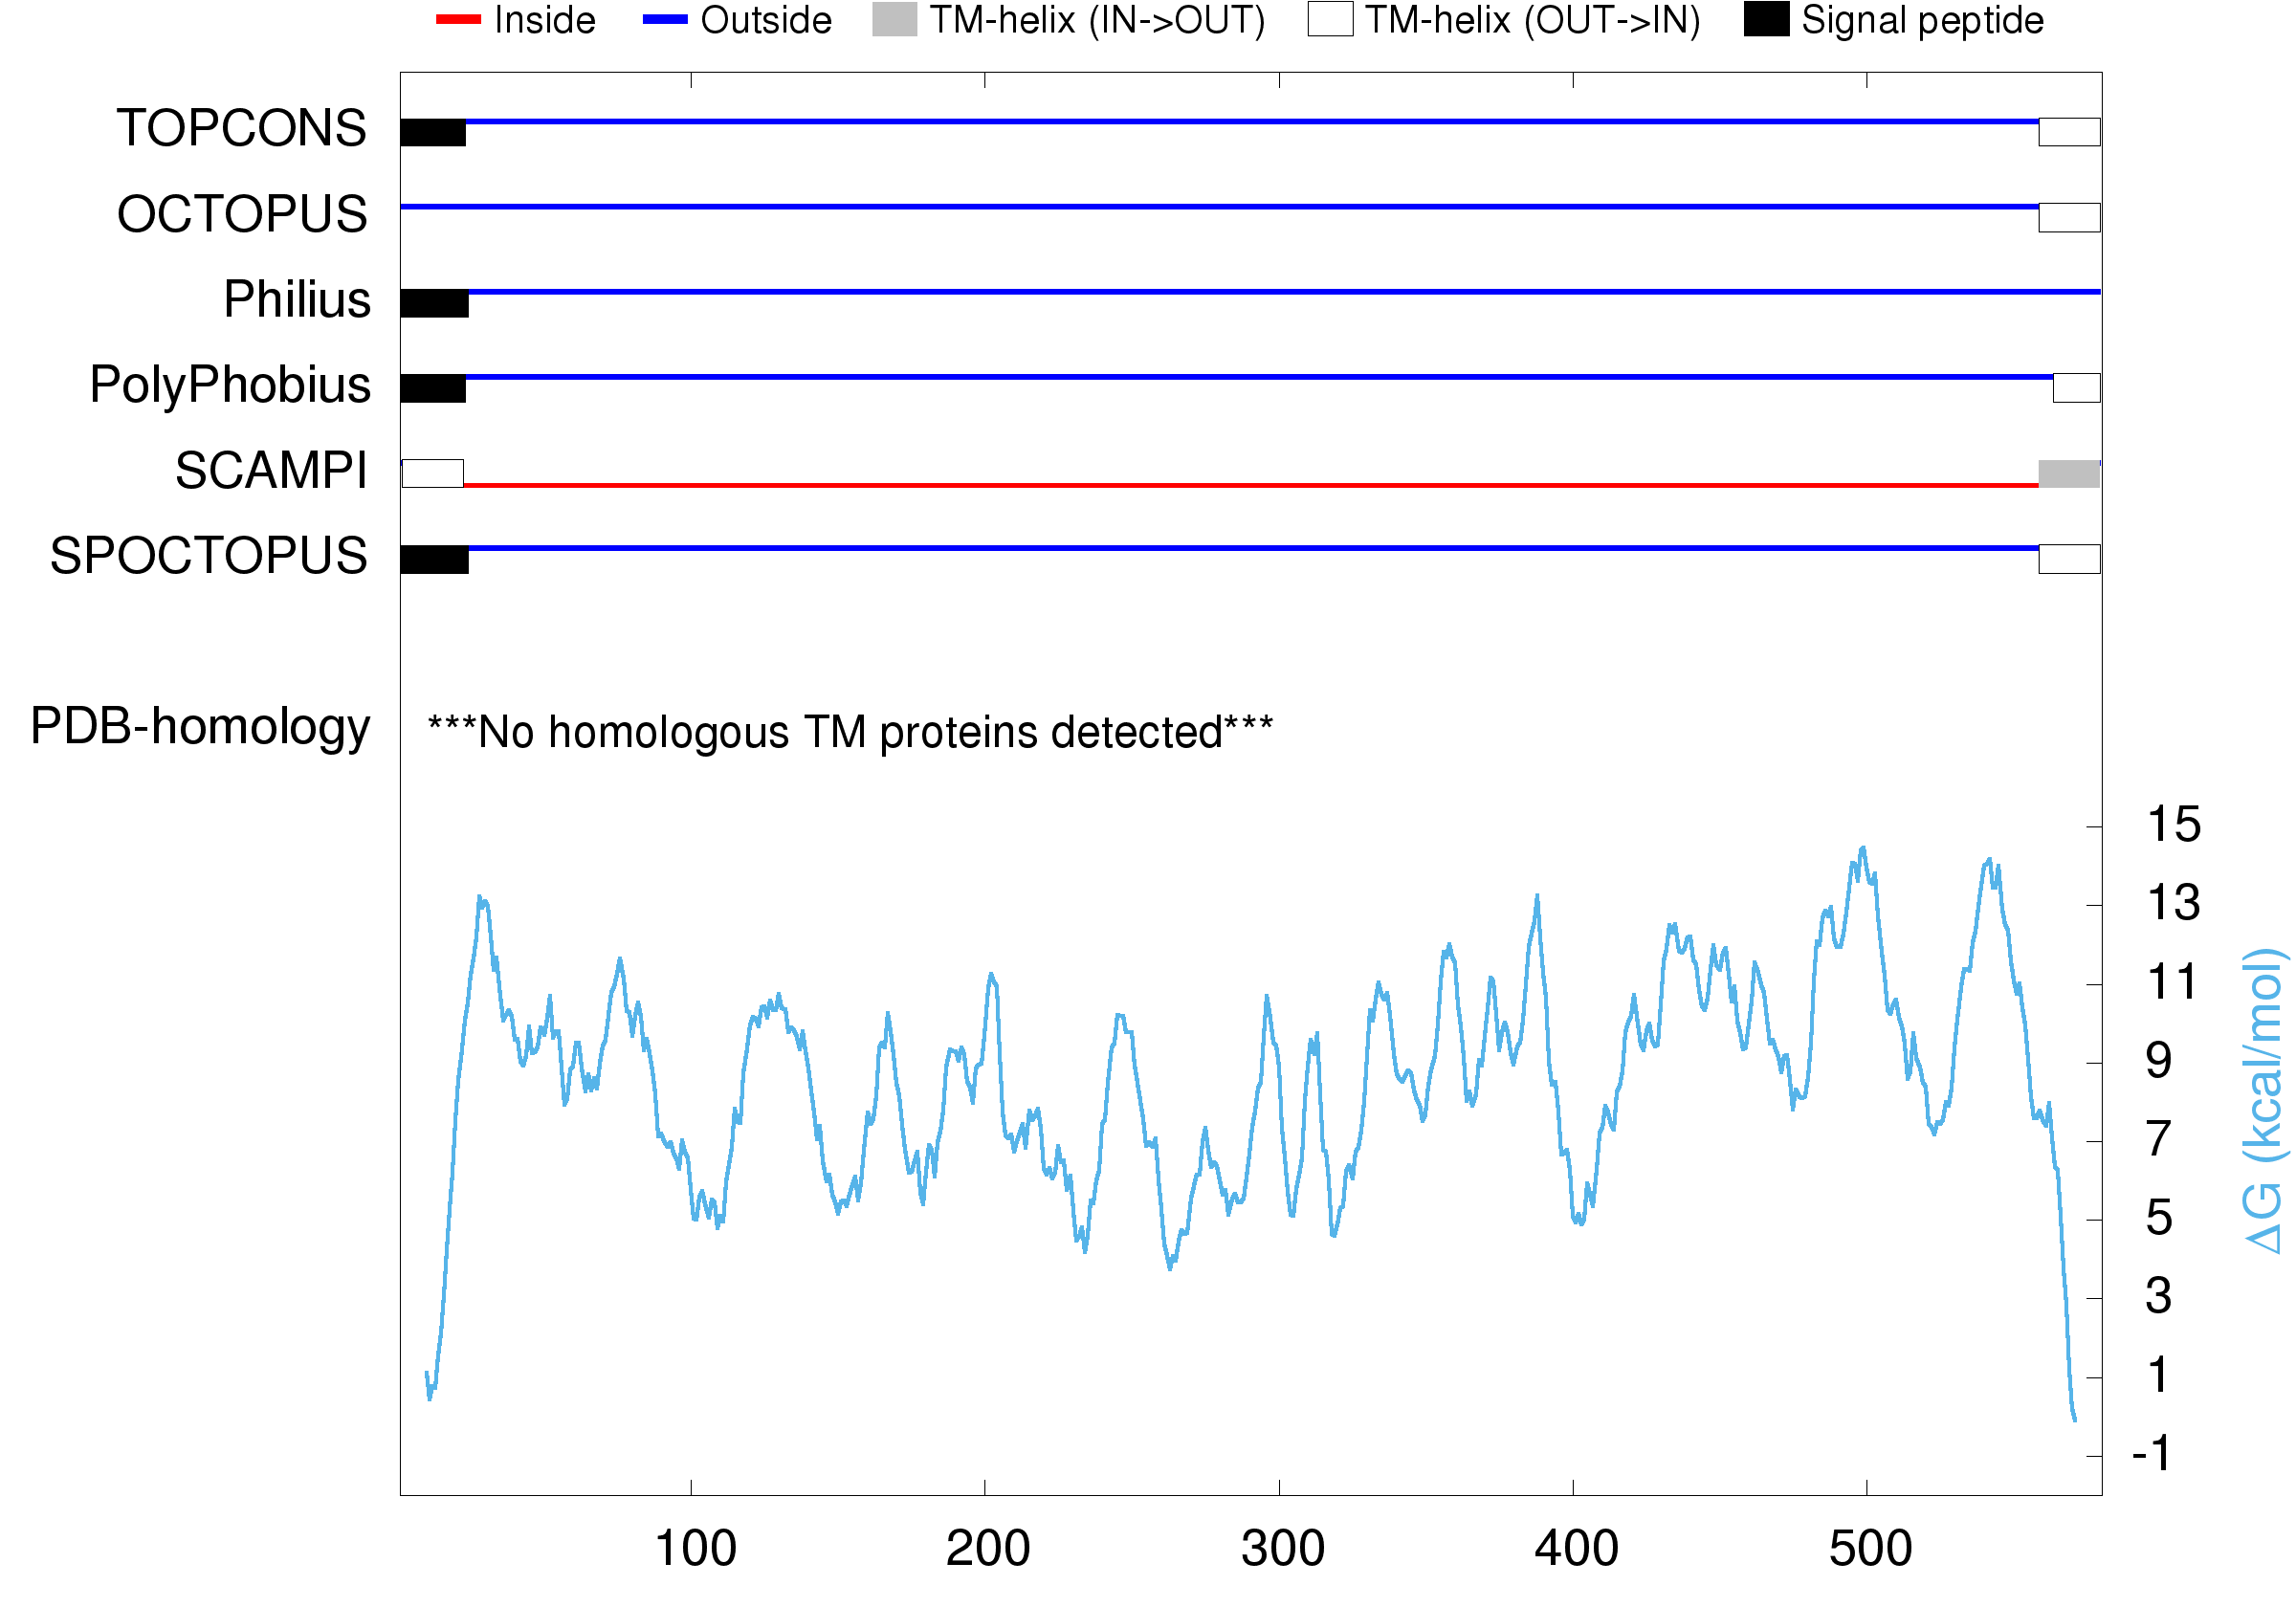 Inside Outside TM-helix (IN->OUT) TM-helix (OUT->IN) Signal peptide
TOPCONS
OCTOPUS
Philius
PolyPhobius
SCAMPI
SPOCTOPUS
PDB-homology ***No homologous TM proteins detected***
15
13
11
9
7
5
3
1
-1
ΔG (kcal/mol)
100 200 300 400 500